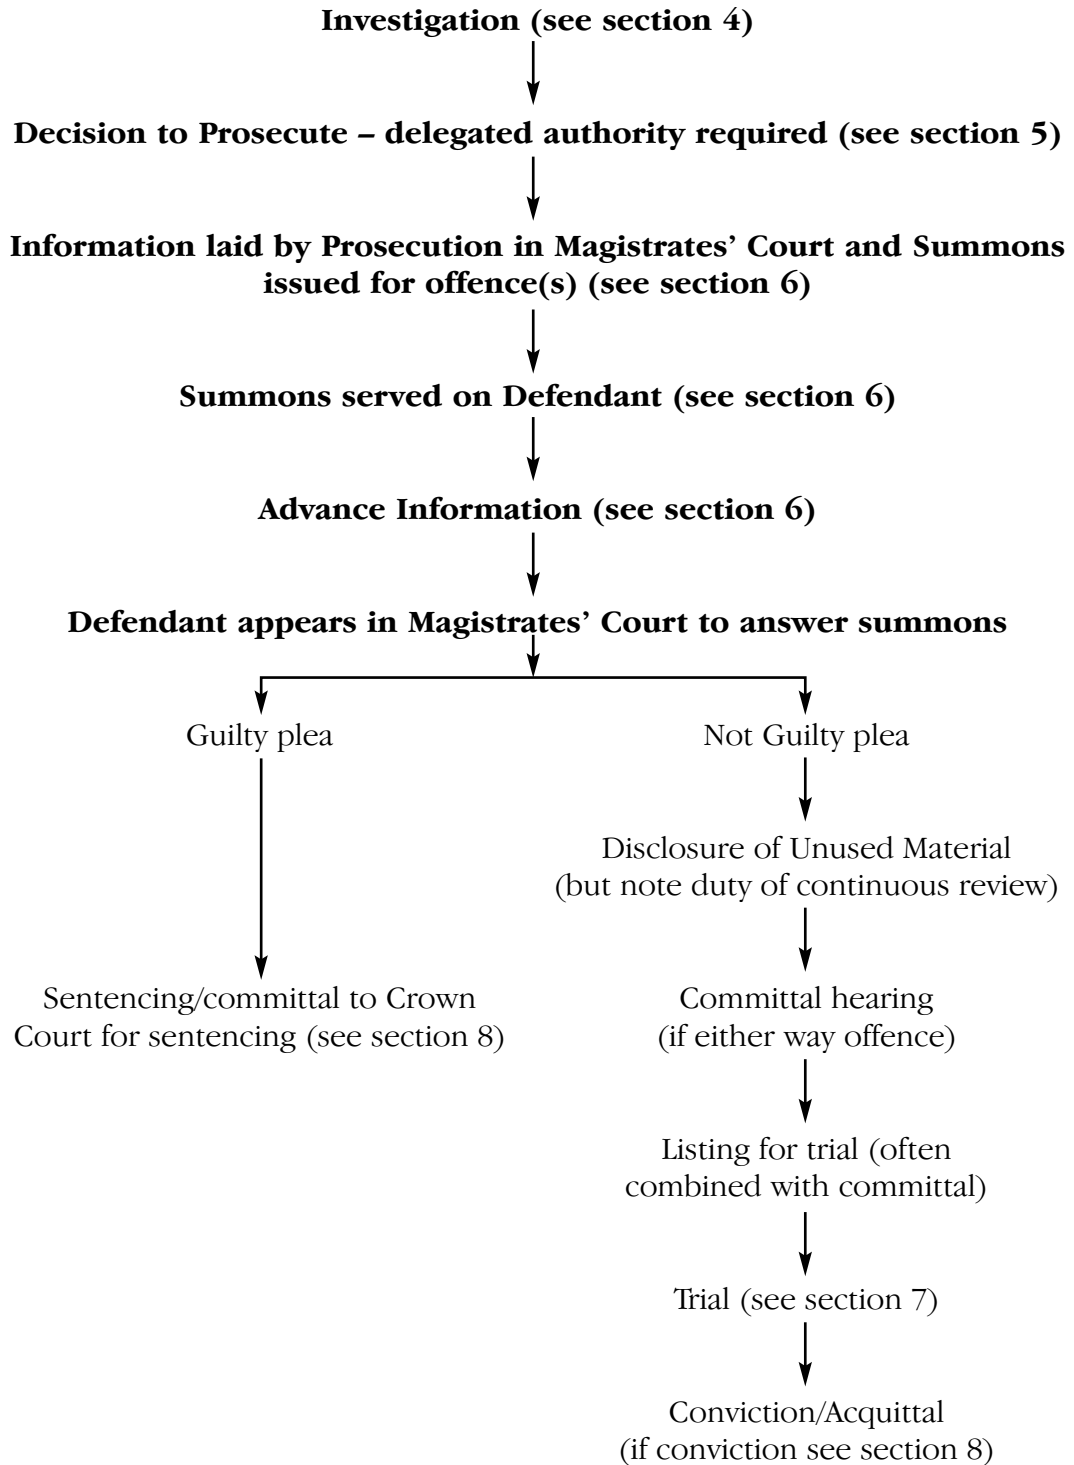 Investigation (see section 4)
Decision to Prosecute – delegated authority required (see section 5)
Information laid by Prosecution in Magistrates’ Court and Summons
issued for offence(s) (see section 6)
Summons served on Defendant (see section 6)
Advance Information (see section 6)
Defendant appears in Magistrates’ Court to answer summons
Guilty plea
Not Guilty plea
Disclosure of Unused Material
(but note duty of continuous review)
Sentencing/committal to Crown
Court for sentencing (see section 8)
Committal hearing
(if either way offence)
Listing for trial (often
combined with committal)
Trial (see section 7)
Conviction/Acquittal
(if conviction see section 8)